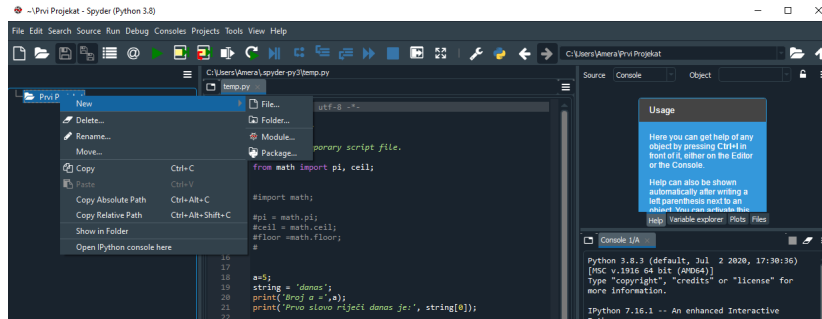 ~\Prvi Projekat - Spyder (Python 3.8)
File Edit Search Source Run Debug Consoles Projects Tools View Help
C:\Users\Amera\Prvi Projekat
C:\Users\Amera\.spyder-py3\temp.py
temp.py
Source Console Object
Prvi
New
Delete...
Rename...
Move...
Copy Ctrl+C
Paste Ctrl+V
Copy Absolute Path Ctrl+Alt+C
Copy Relative Path Ctrl+Alt+Shift+C
Show in Folder
Open IPython console here
File...
Folder...
Module...
Package...
utf-8 -*-
porary script file.
from math import pi, ceil;
#import math;
#pi = math.pi;
#ceil = math.ceil;
#floor =math.floor;
#
16
17
18 a=5;
19 string = 'danas';
20 print('Broj a =',a);
21 print('Prvo slovo riječi danas je:', string[0]);
22
Usage
Here you can get help of any
object by pressing Ctrl+I in
front of it, either on the Editor
or the Console.
Help can also be shown
automatically after writing a
left parenthesis next to an
object. You can activate this
Help Variable explorer Plots Files
Console 1/A
Python 3.8.3 (default, Jul 2 2020, 17:30:36)
[MSC v.1916 64 bit (AMD64)]
Type "copyright", "credits" or "license" for
more information.
IPython 7.16.1 -- An enhanced Interactive